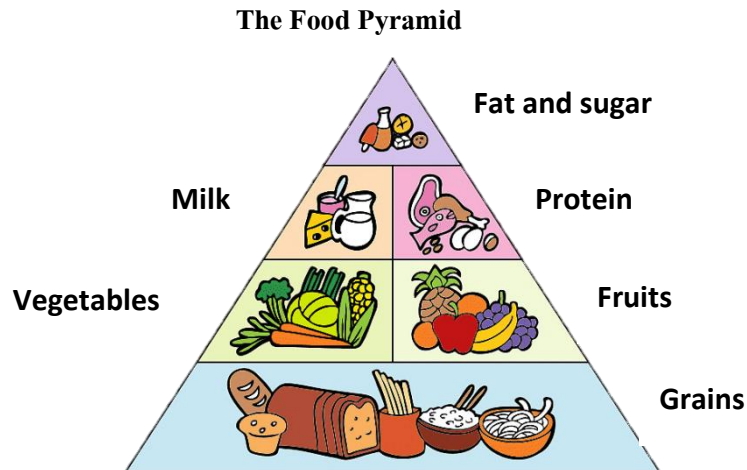 The Food Pyramid
Fat and sugar
Milk
Protein
Vegetables
Fruits
Grains